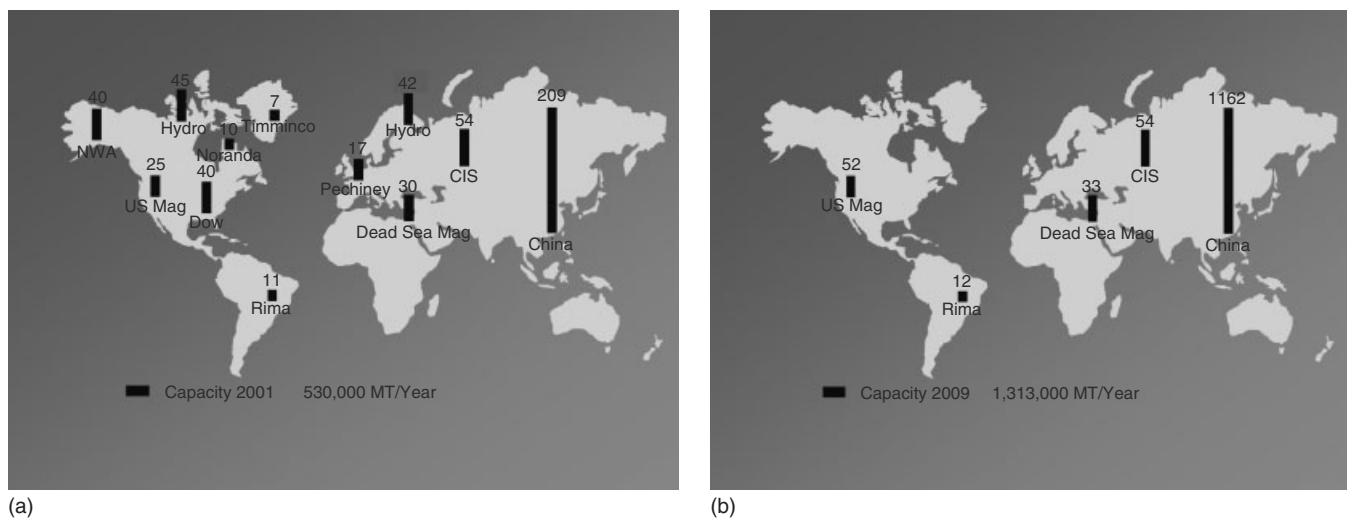 45
40
Hydro
7
Timminco
10
NWA
Noranda
25
40
US Mag
Dow
11
Rima
42
Hydro
54
17
CIS
Pechiney
30
Dead Sea Mag
209
China
Capacity 2001 530,000 MT/Year
(a)
52
US Mag
12
Rima
54
CIS
33
Dead Sea Mag
1162
China
Capacity 2009 1,313,000 MT/Year
(b)